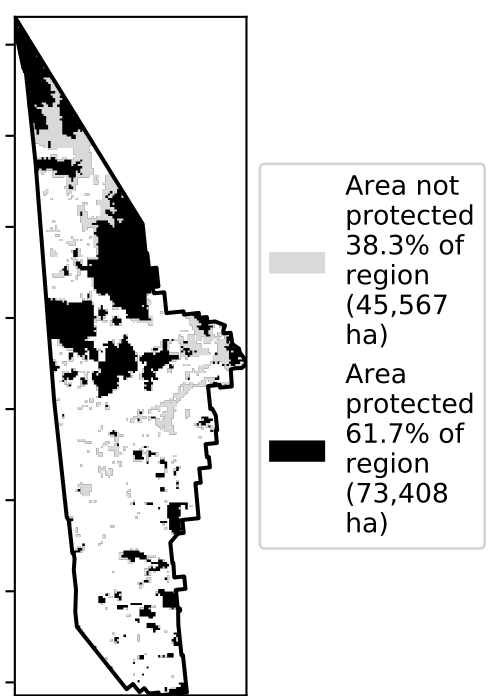 Area not
protected
38.3% of
region
(45,567
ha)
Area
protected
61.7% of
region
(73,408
ha)